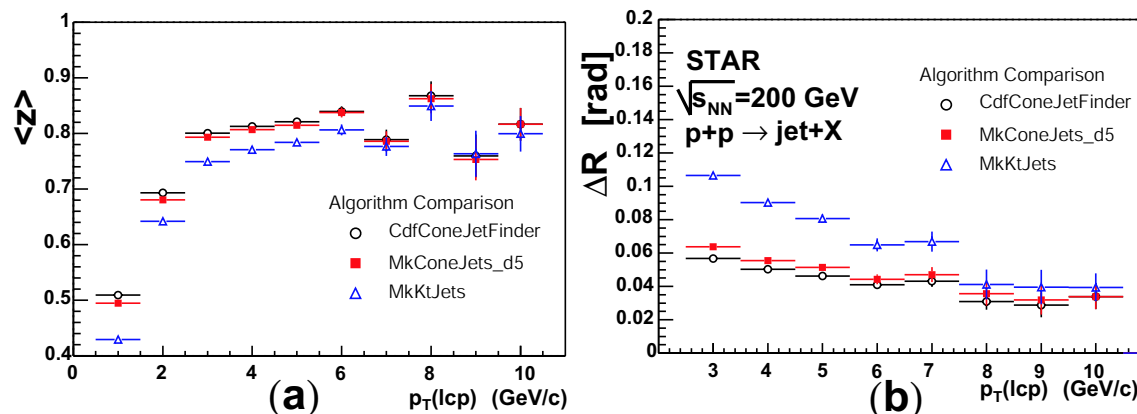 1
0.9
0.8
0.7
0.6
0.5
0.4
<z>
0 2 4 6 8 10
(a)
p_T(lcp) (GeV/c)
Algorithm Comparison
CdfConeJetFinder
MkConeJets_d5
MkKtJets
0.2
0.18
0.16
0.14
0.12
0.1
0.08
0.06
0.04
0.02
0
ΔR [rad]
STAR
√s_NN=200 GeV
p+p → jet+X
Algorithm Comparison
CdfConeJetFinder
MkConeJets_d5
MkKtJets
3 4 5 6 7 8 9 10
(b)
p_T(lcp) (GeV/c)